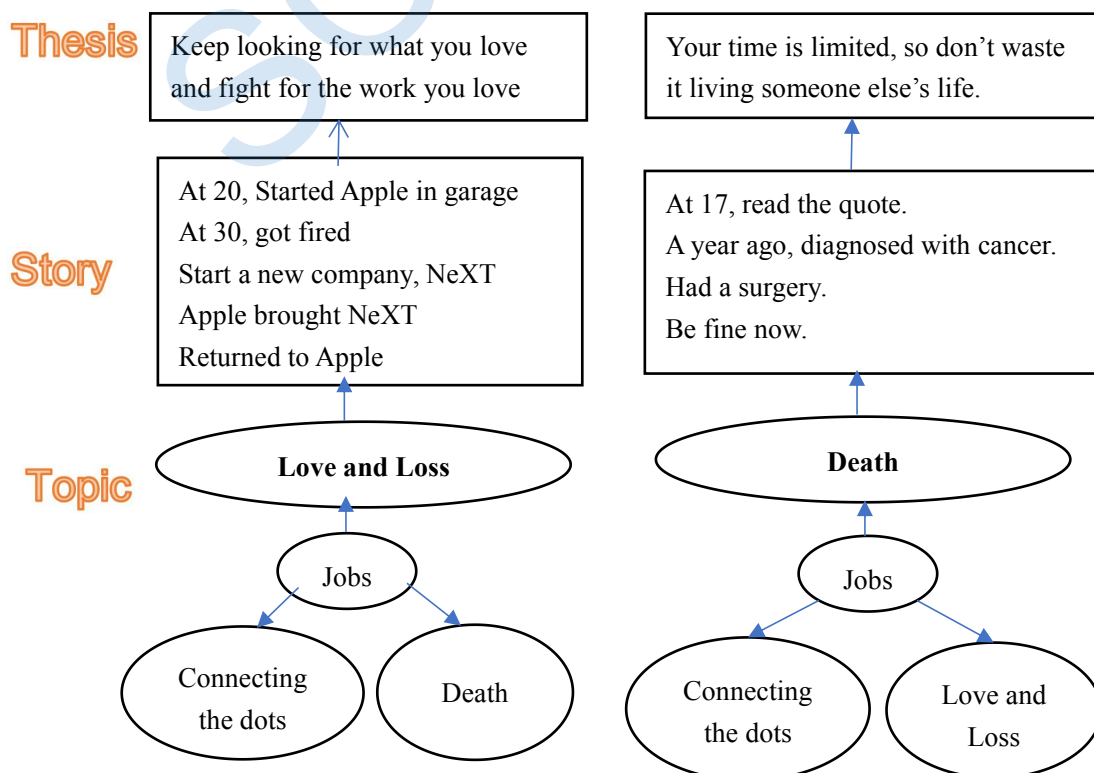 Thesis
Keep looking for what you love
and fight for the work you love
Your time is limited, so don’t waste
it living someone else’s life.
Story
At 20, Started Apple in garage
At 30, got fired
Start a new company, NeXT
Apple brought NeXT
Returned to Apple
At 17, read the quote.
A year ago, diagnosed with cancer.
Had a surgery.
Be fine now.
Topic
Love and Loss
Death
Jobs
Jobs
Connecting
the dots
Death
Connecting
the dots
Love and
Loss